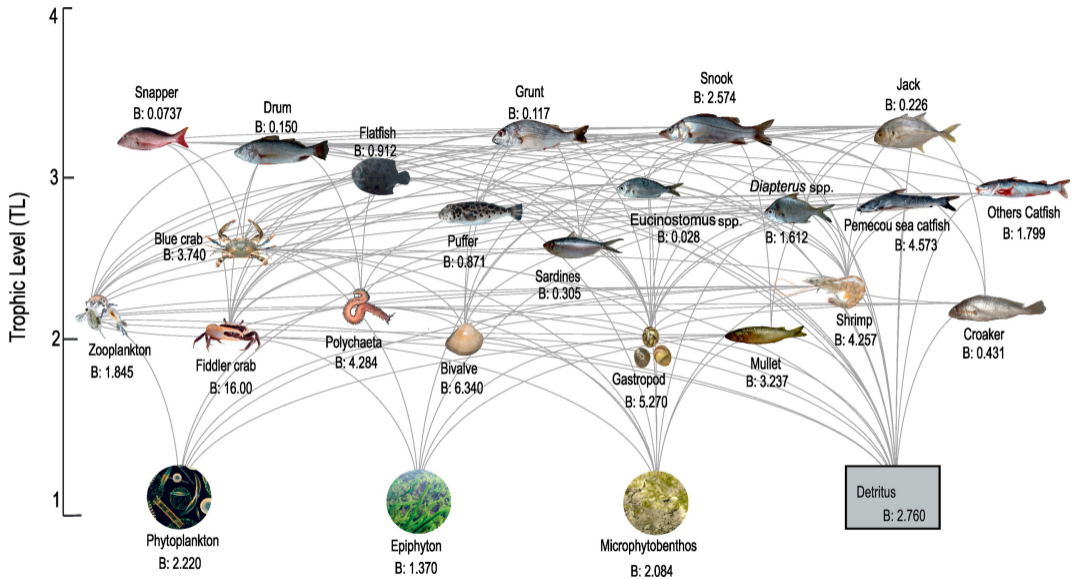 4
Trophic Level (TL)
3
2
1
Snapper
B: 0.0737
Drum
B: 0.150
Flatfish
B: 0.912
Grunt
B: 0.117
Snook
B: 2.574
Jack
B: 0.226
Blue crab
B: 3.740
Puffer
B: 0.871
Sardines
B: 0.305
Eucinostomus spp.
B: 0.028
Diapterus spp.
B: 1.612
Pemecou sea catfish
B: 4.573
Others Catfish
B: 1.799
Zooplankton
B: 1.845
Fiddler crab
B: 16.00
Polychaeta
B: 4.284
Bivalve
B: 6.340
Gastropod
B: 5.270
Mullet
B: 3.237
Shrimp
B: 4.257
Croaker
B: 0.431
Phytoplankton
B: 2.220
Epiphyton
B: 1.370
Microphytobenthos
B: 2.084
Detritus
B: 2.760